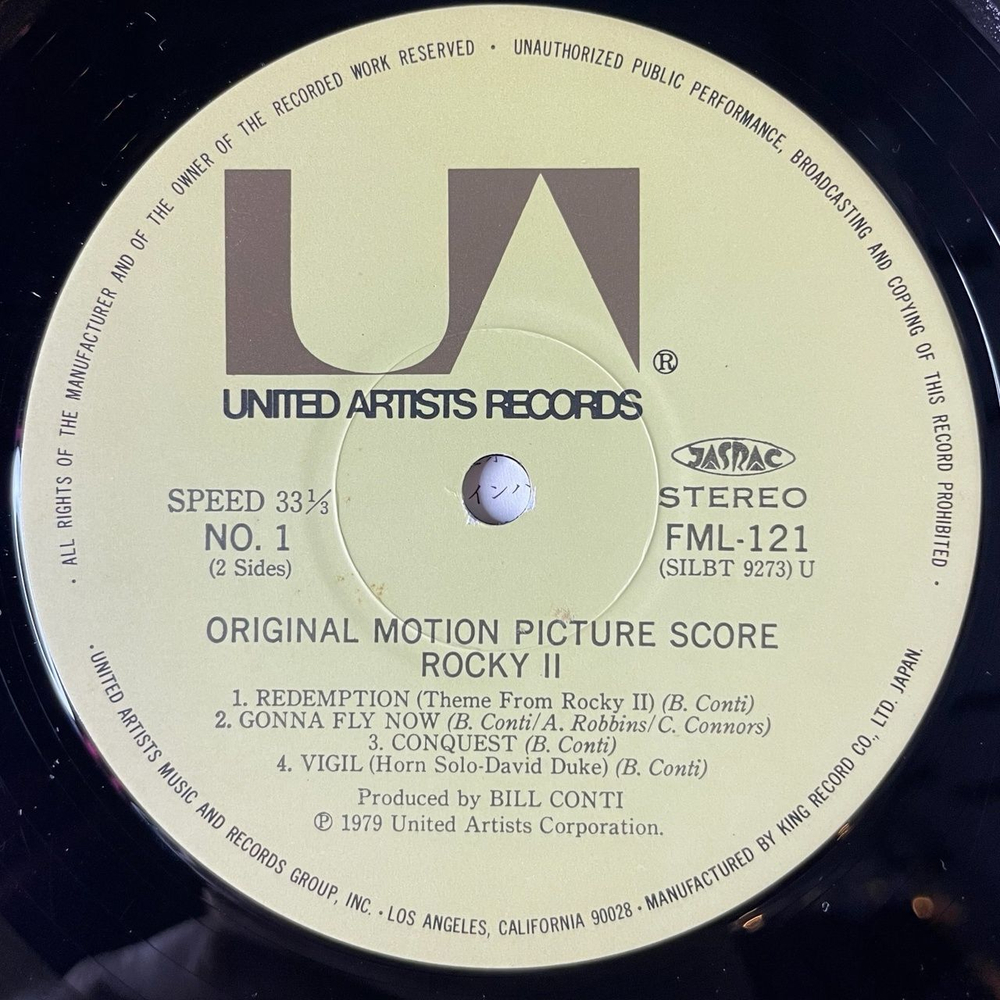 · ALL RIGHTS OF THE MANUFACTURER AND OF THE OWNER OF THE RECORDED WORK RESERVED · UNAUTHORIZED PUBLIC PERFORMANCE, BROADCASTING AND COPYING OF THIS RECORD PROHIBITED ·
UA
®
UNITED ARTISTS RECORDS
JASRAC
SPEED 33⅓
STEREO
NO. 1
FML-121
(2 Sides)
(SILBT 9273) U
インハ
ORIGINAL MOTION PICTURE SCORE
ROCKY II
1. REDEMPTION (Theme From Rocky II) (B. Conti)
2. GONNA FLY NOW (B. Conti/A. Robbins/C. Connors)
3. CONQUEST (B. Conti)
4. VIGIL (Horn Solo-David Duke) (B. Conti)
Produced by BILL CONTI
℗ 1979 United Artists Corporation.
·UNITED ARTISTS MUSIC AND RECORDS GROUP, INC. · LOS ANGELES, CALIFORNIA 90028 · MANUFACTURED BY KING RECORD CO., LTD. JAPAN.